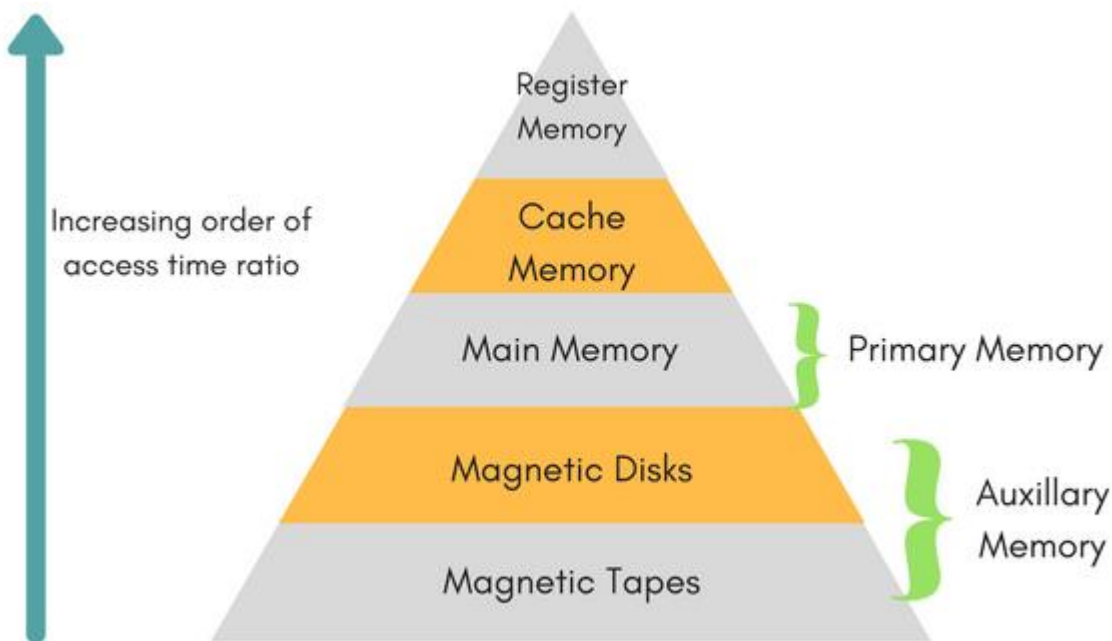 Register
Memory
Increasing order of
access time ratio
Cache
Memory
Main Memory
Primary Memory
Magnetic Disks
Auxillary
Memory
Magnetic Tapes